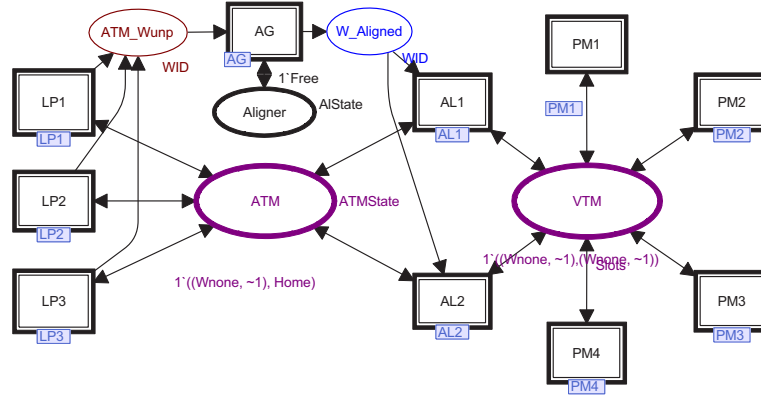 ATM_Wunp
WID
AG
AG
W_Aligned
WID
1`Free
Aligner
AlState
LP1
LP1
LP2
LP2
LP3
LP3
ATM
ATMState
1`((Wnone, ~1), Home)
AL1
AL1
AL2
AL2
PM1
PM1
PM2
PM2
VTM
1`((Wnone, ~1),(Wnone, ~1))
Slots
PM3
PM3
PM4
PM4